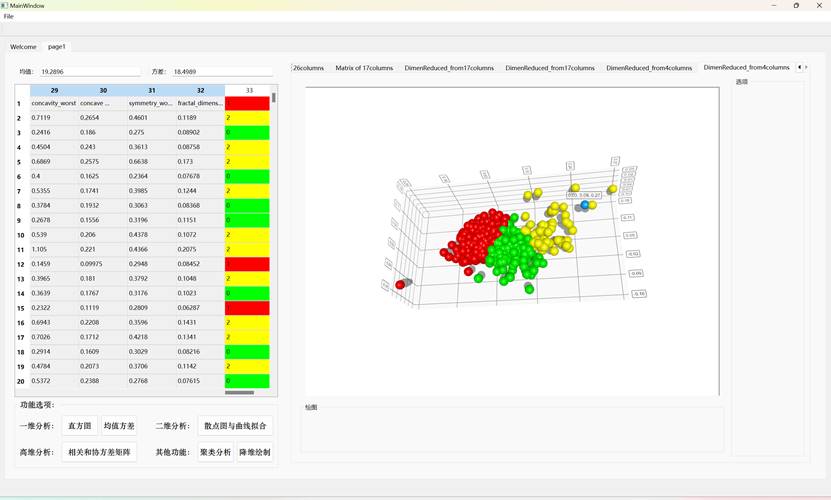 MainWindow
File
Welcome page1
均值： 19.2896 方差： 18.4989
26columns Matrix of 17columns DimenReduced_from17columns DimenReduced_from17columns DimenReduced_from4columns DimenReduced_from4columns
选项
29 30 31 32 33
1 concavity_worst concave ... symmetry_wo... fractal_dimens...
2 0.7119 0.2654 0.4601 0.1189 2
3 0.2416 0.186 0.275 0.08902 0
4 0.4504 0.243 0.3613 0.08758 2
5 0.6869 0.2575 0.6638 0.173 2
6 0.4 0.1625 0.2364 0.07678 0
7 0.5355 0.1741 0.3985 0.1244 2
8 0.3784 0.1932 0.3063 0.08368 0
9 0.2678 0.1556 0.3196 0.1151 0
10 0.539 0.206 0.4378 0.1072 2
11 1.105 0.221 0.4366 0.2075 2
12 0.1459 0.09975 0.2948 0.08452 1
13 0.3965 0.181 0.3792 0.1048 2
14 0.3639 0.1767 0.3176 0.1023 0
15 0.2322 0.1119 0.2809 0.06287 1
16 0.6943 0.2208 0.3596 0.1431 2
17 0.7026 0.1712 0.4218 0.1341 2
18 0.2914 0.1609 0.3029 0.08216 0
19 0.4784 0.2073 0.3706 0.1142 2
20 0.5372 0.2388 0.2768 0.07615 0
绘图
功能选项：
一维分析： 直方图 均值方差 二维分析： 散点图与曲线拟合
高维分析： 相关和协方差矩阵 其他功能： 聚类分析 降维绘制